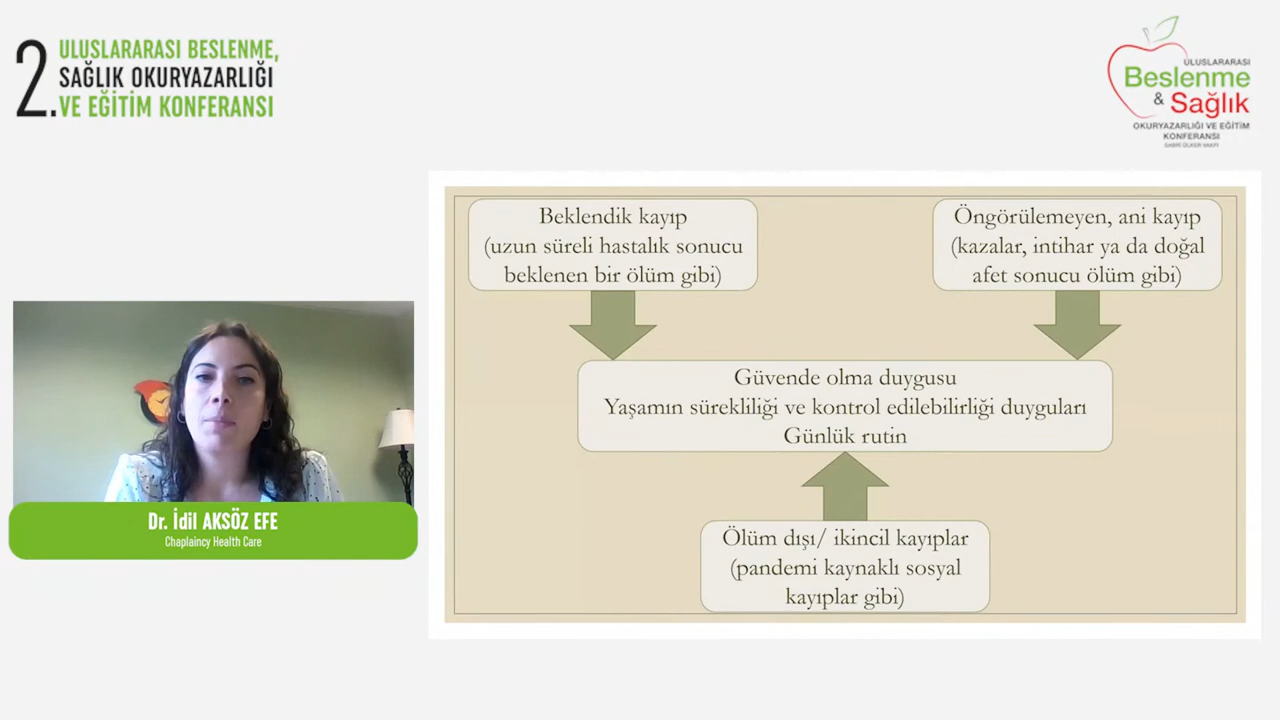 2.
ULUSLARARASI BESLENME,
SAĞLIK OKURYAZARLIĞI
VE EĞİTİM KONFERANSI
ULUSLARARASI
Beslenme
& Sağlık
OKURYAZARLIĞI VE EĞİTİM
KONFERANSI
SABRİ ÜLKER VAKFI
Beklendik kayıp
(uzun süreli hastalık sonucu
beklenen bir ölüm gibi)
Öngörülemeyen, ani kayıp
(kazalar, intihar ya da doğal
afet sonucu ölüm gibi)
Güvende olma duygusu
Yaşamın sürekliliği ve kontrol edilebilirliği duyguları
Günlük rutin
Ölüm dışı/ ikincil kayıplar
(pandemi kaynaklı sosyal
kayıplar gibi)
Dr. İdil AKSÖZ EFE
Chaplaincy Health Care